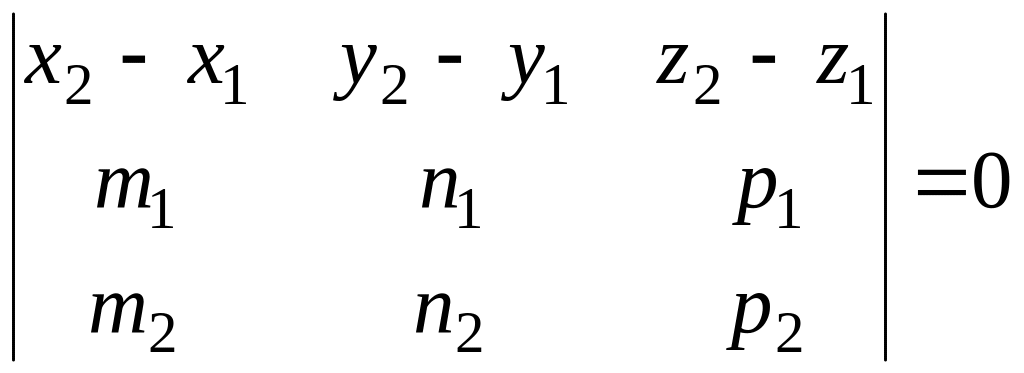 | x₂ - x₁ y₂ - y₁ z₂ - z₁ |
| m₁ n₁ p₁ | = 0
| m₂ n₂ p₂ |